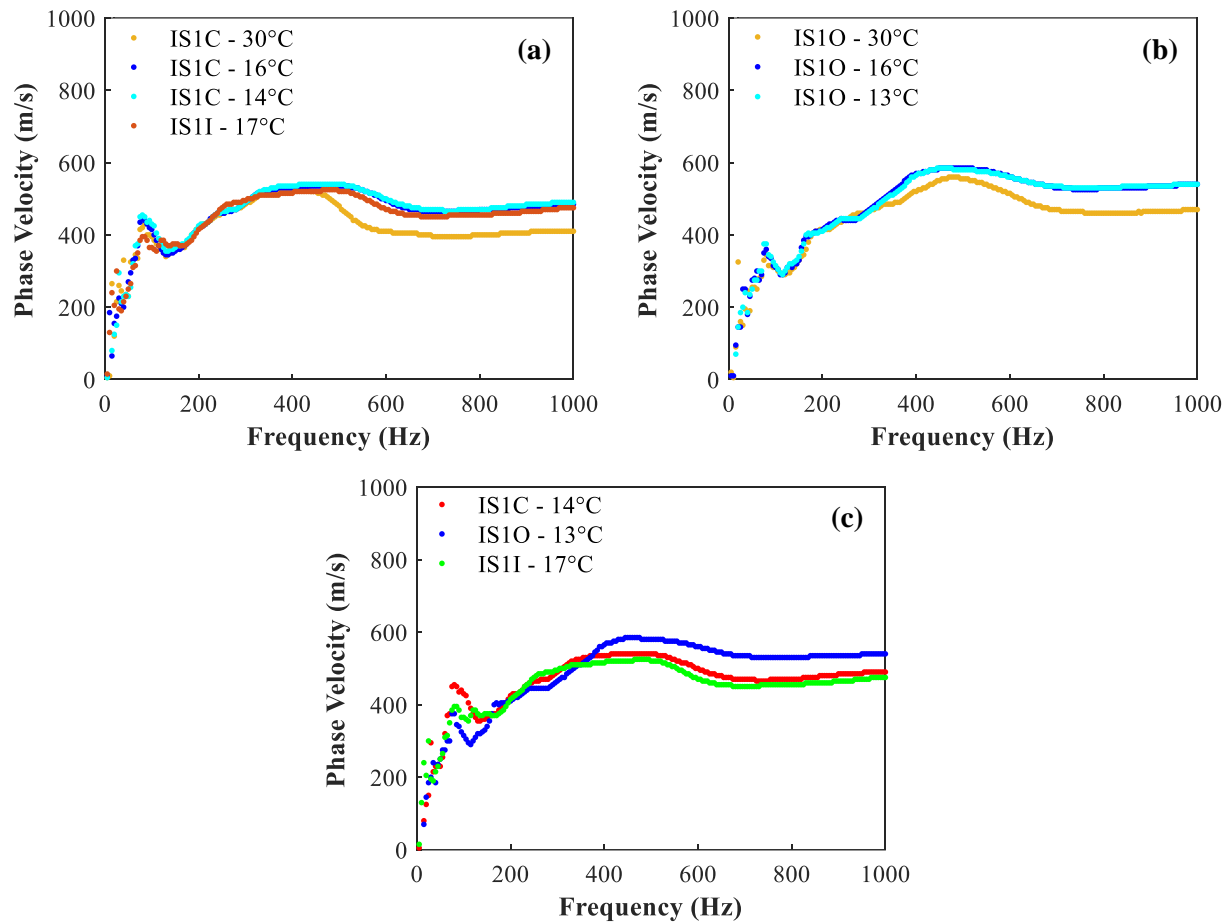 1000
800
600
400
200
0
Phase Velocity (m/s)
IS1C - 30°C
IS1C - 16°C
IS1C - 14°C
IS1I - 17°C
(a)
0 200 400 600 800 1000
Frequency (Hz)
1000
800
600
400
200
0
Phase Velocity (m/s)
IS1O - 30°C
IS1O - 16°C
IS1O - 13°C
(b)
0 200 400 600 800 1000
Frequency (Hz)
1000
800
600
400
200
0
Phase Velocity (m/s)
IS1C - 14°C
IS1O - 13°C
IS1I - 17°C
(c)
0 200 400 600 800 1000
Frequency (Hz)